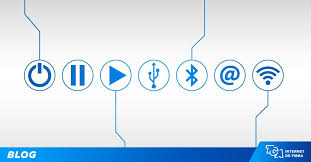 @
BLOG
INTERNET
DE FIBRA